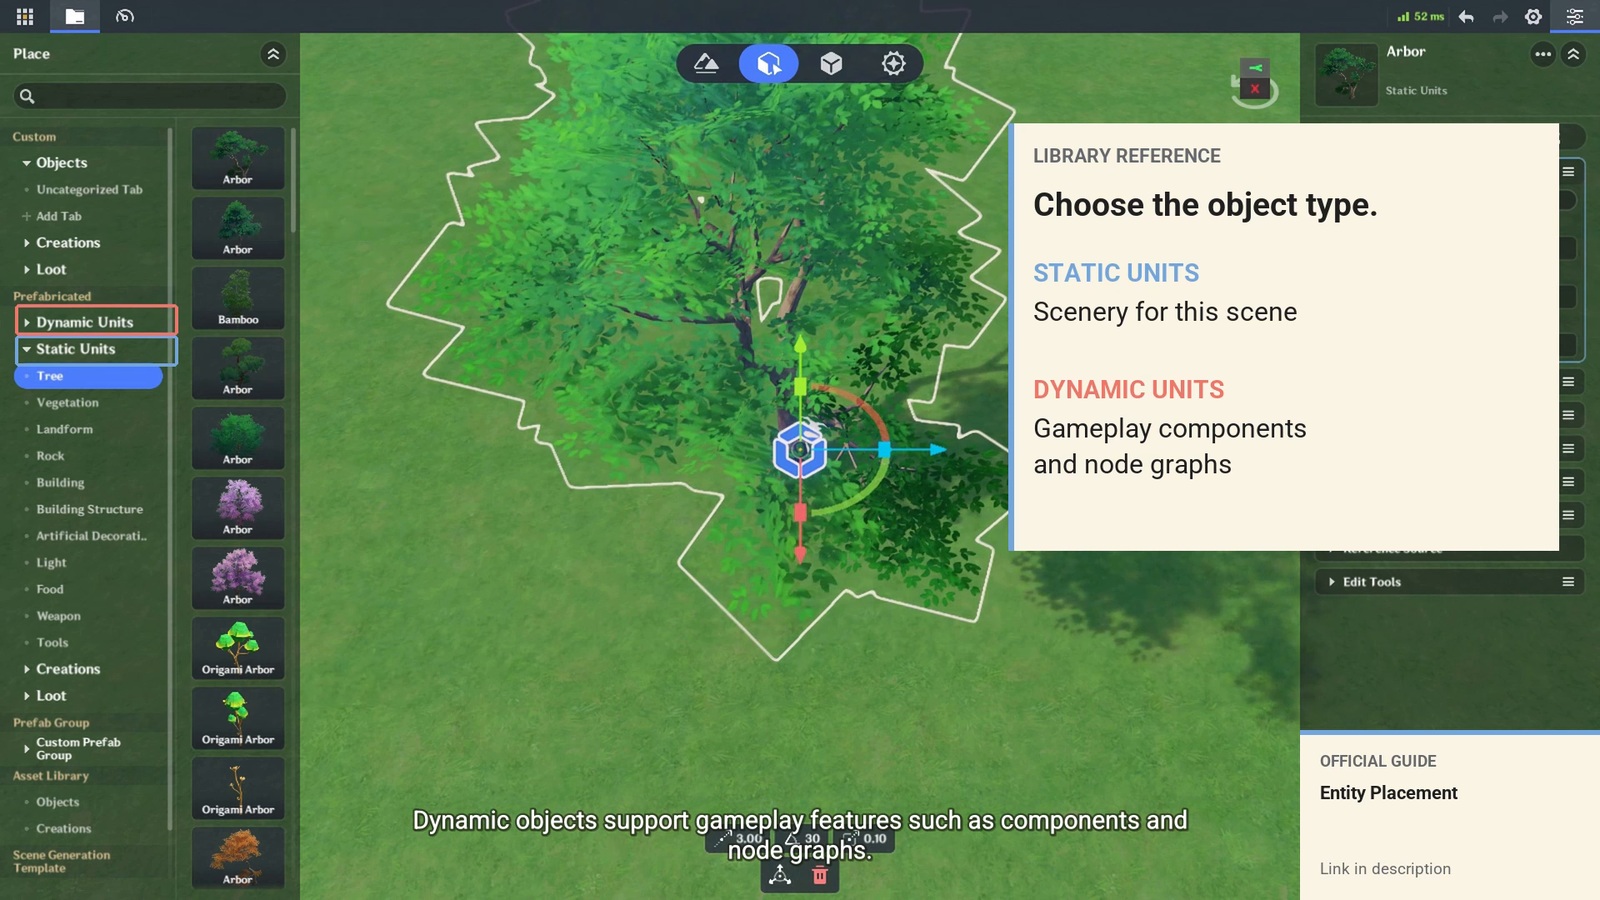 52 ms
Place
Custom
Objects
Uncategorized Tab
Add Tab
Creations
Loot
Prefabricated
Dynamic Units
Static Units
Tree
Vegetation
Landform
Rock
Building
Building Structure
Artificial Decorati..
Light
Food
Weapon
Tools
Creations
Loot
Prefab Group
Custom Prefab
Group
Asset Library
Objects
Creations
Scene Generation
Template
Arbor
Arbor
Bamboo
Arbor
Arbor
Arbor
Arbor
Origami Arbor
Origami Arbor
Origami Arbor
Arbor
X
3.00
30
0.10
Dynamic objects support gameplay features such as components and
node graphs.
Arbor
Static Units
LIBRARY REFERENCE
Choose the object type.
STATIC UNITS
Scenery for this scene
DYNAMIC UNITS
Gameplay components
and node graphs
Edit Tools
OFFICIAL GUIDE
Entity Placement
Link in description